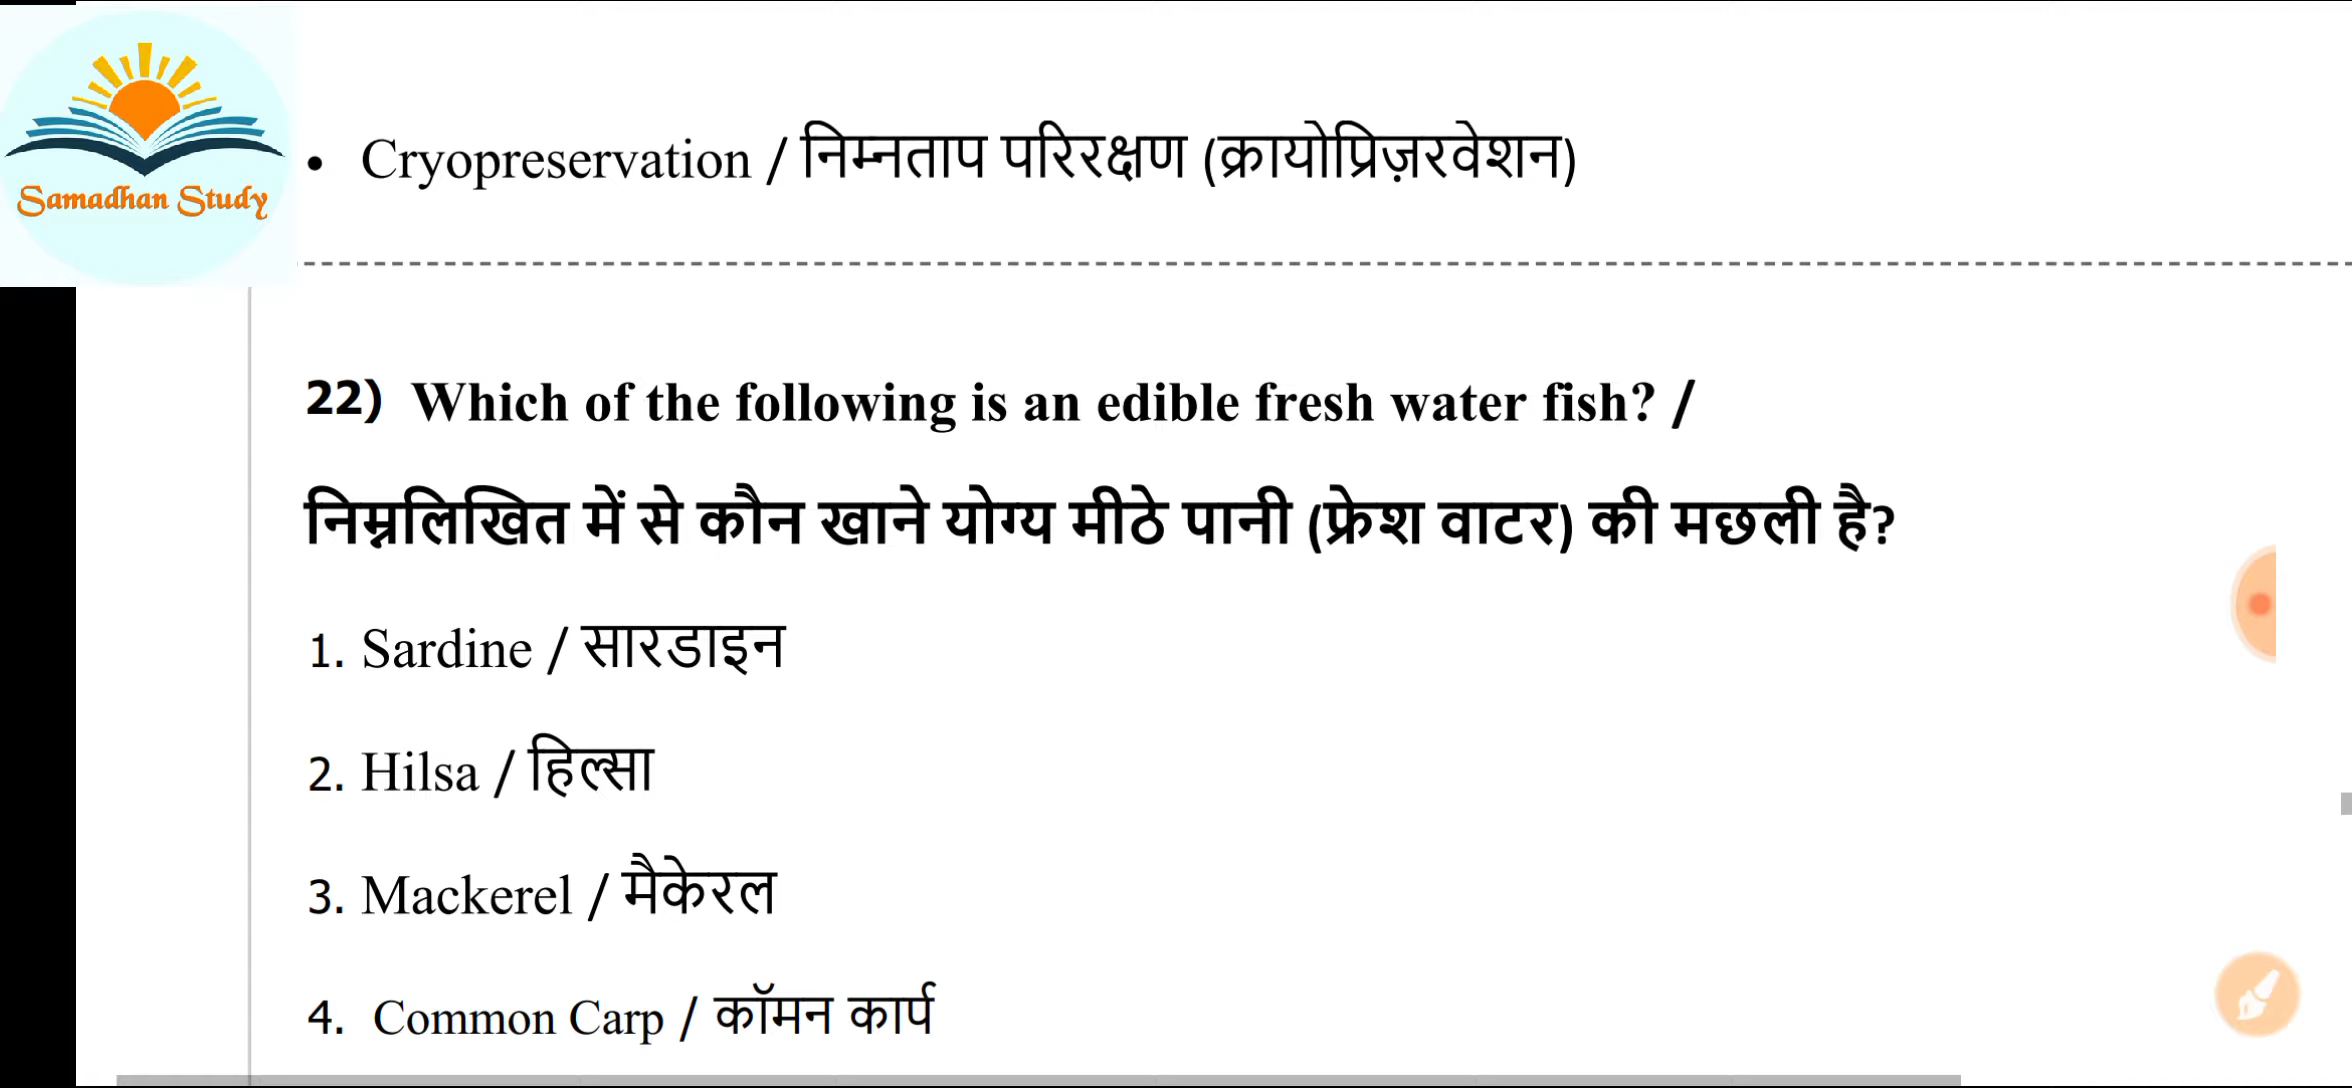 Samadhan Study
• Cryopreservation / निम्नताप परिरक्षण (क्रायोप्रिज़रवेशन)
22) Which of the following is an edible fresh water fish? /
निम्नलिखित में से कौन खाने योग्य मीठे पानी (फ्रेश वाटर) की मछली है?
1. Sardine / सारडाइन
2. Hilsa / हिल्सा
3. Mackerel / मैकेरल
4. Common Carp / कॉमन कार्प